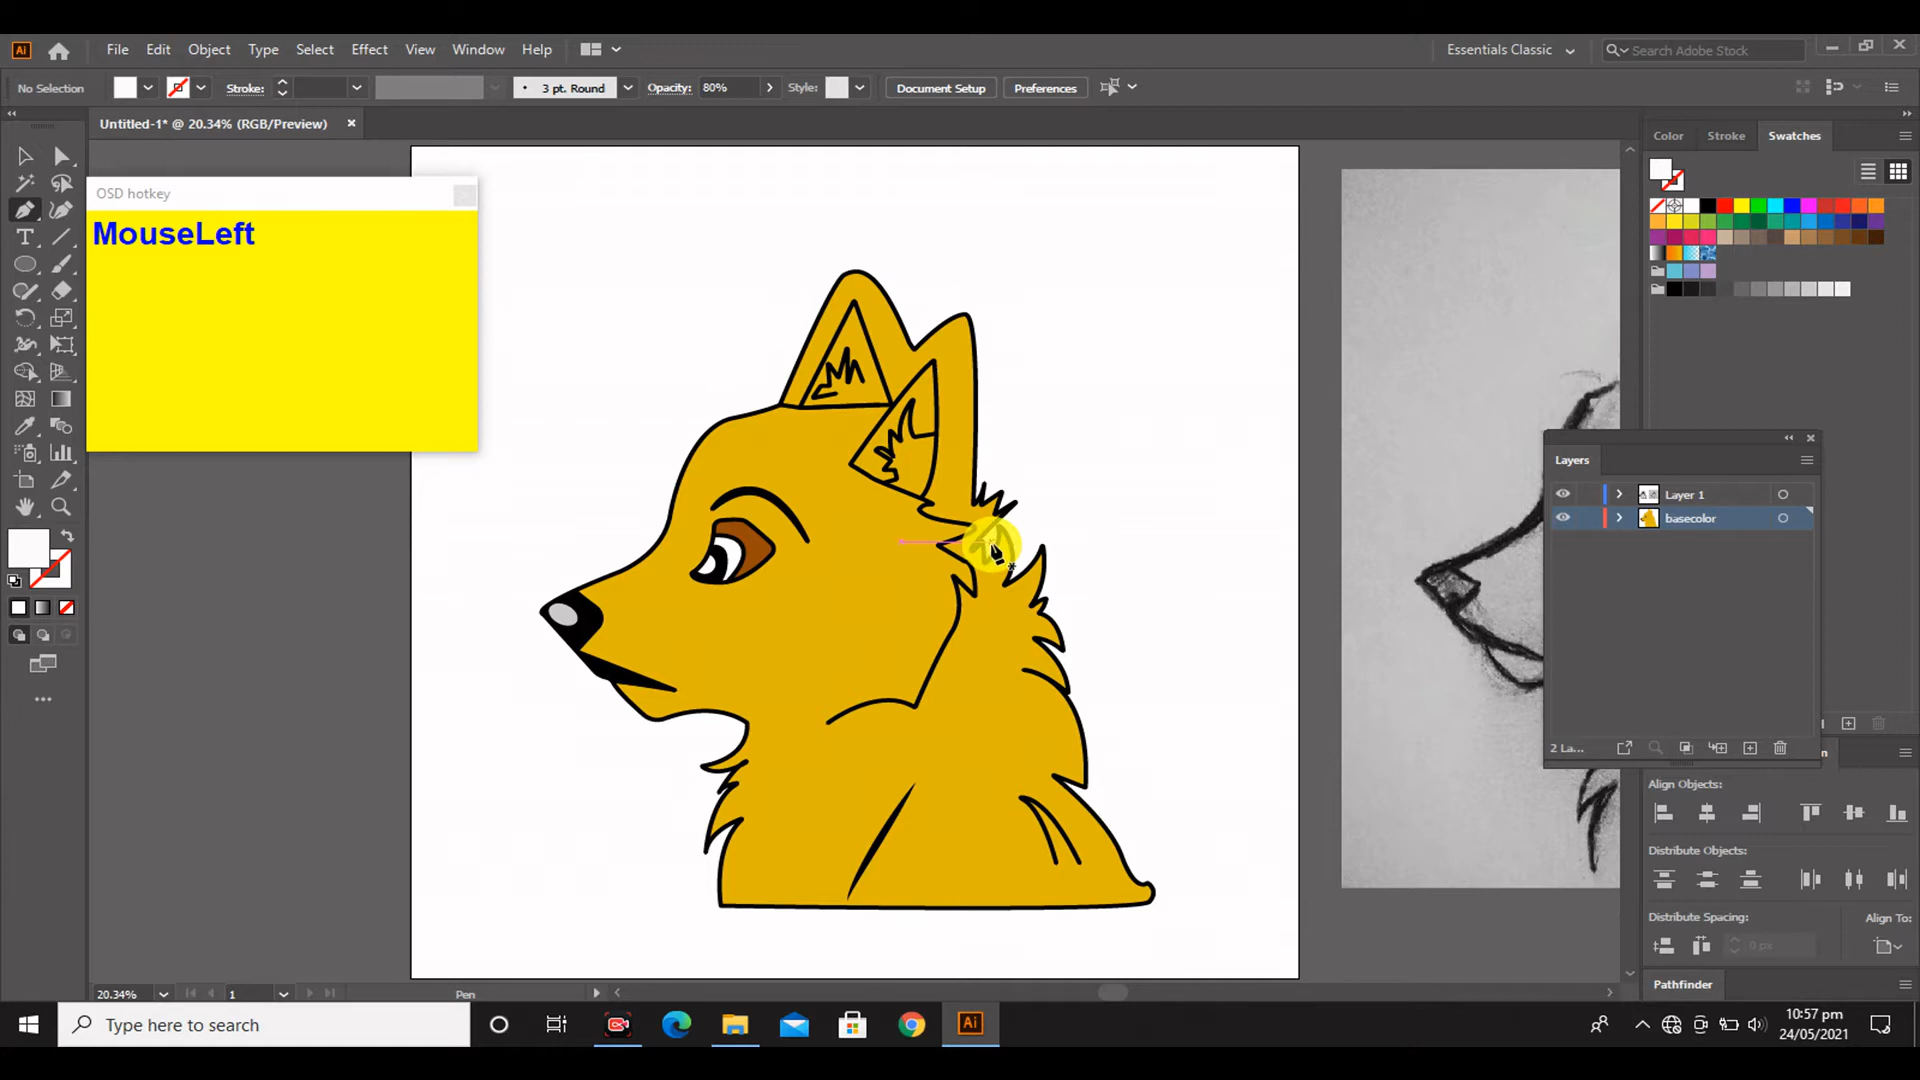 Ai File Edit Object Type Select Effect View Window Help Essentials Classic Search Adobe Stock
No Selection Stroke: 3 pt. Round Opacity: 80% Style: Document Setup Preferences
Untitled-1* @ 20.34% (RGB/Preview)
Color Stroke Swatches
OSD hotkey
MouseLeft
Layers
Layer 1
basecolor
2 La...
Align Objects:
Distribute Objects:
Distribute Spacing: Align To:
0 px
Pathfinder
20.34% 1 Pen
Type here to search
Ai
10:57 pm
24/05/2021